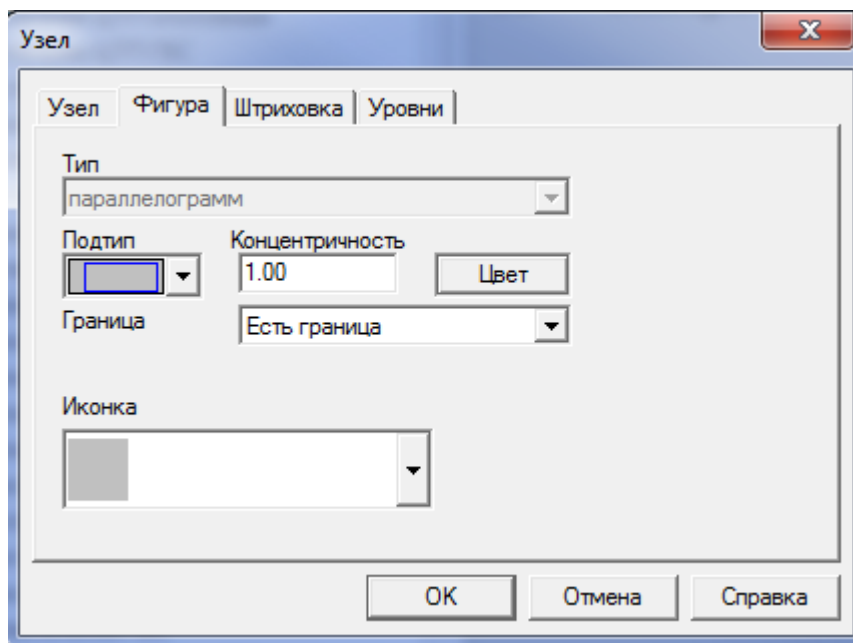 Узел
Узел Фигура Штриховка Уровни
Тип
параллелограмм
Подтип Концентричность
1.00 Цвет
Граница Есть граница
Иконка
OK Отмена Справка